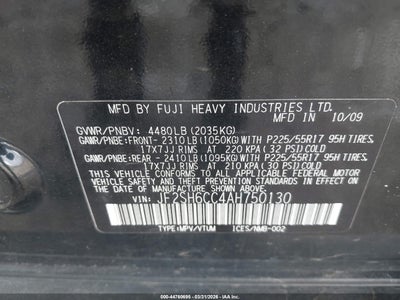 MFD. BY FUJI HEAVY INDUSTRIES LTD.
10/09
GVWR/PNBV: 4480LB (2035KG)
GAWR/PNBE:FRONT- 2310LB (1050KG)WITH P225/55R17 95H TIRES,
17X7JJ RIMS AT 220 KPA (32 PSI)COLD
GAWR/PNBE:REAR - 2410LB (1095KG)WITH P225/55R17 95H TIRES,
17X7JJ RIMS AT 210 KPA (30 PSI)COLD
THIS VEHICLE CONFORMS TO ALL APPLICABLE FEDERAL MOTOR
VEHICLE SAFETY, BUMPER, AND THEFT PREVENTION STANDARDS
IN EFFECT ON THE DATE OF MANUFACTURE SHOWN ABOVE.
VIN: JF2SH6CC4AH750130
TYPE:MPV/VTUM ICES/NMB-002
000-44760695 - 03/31/2026 - IAAI.COM